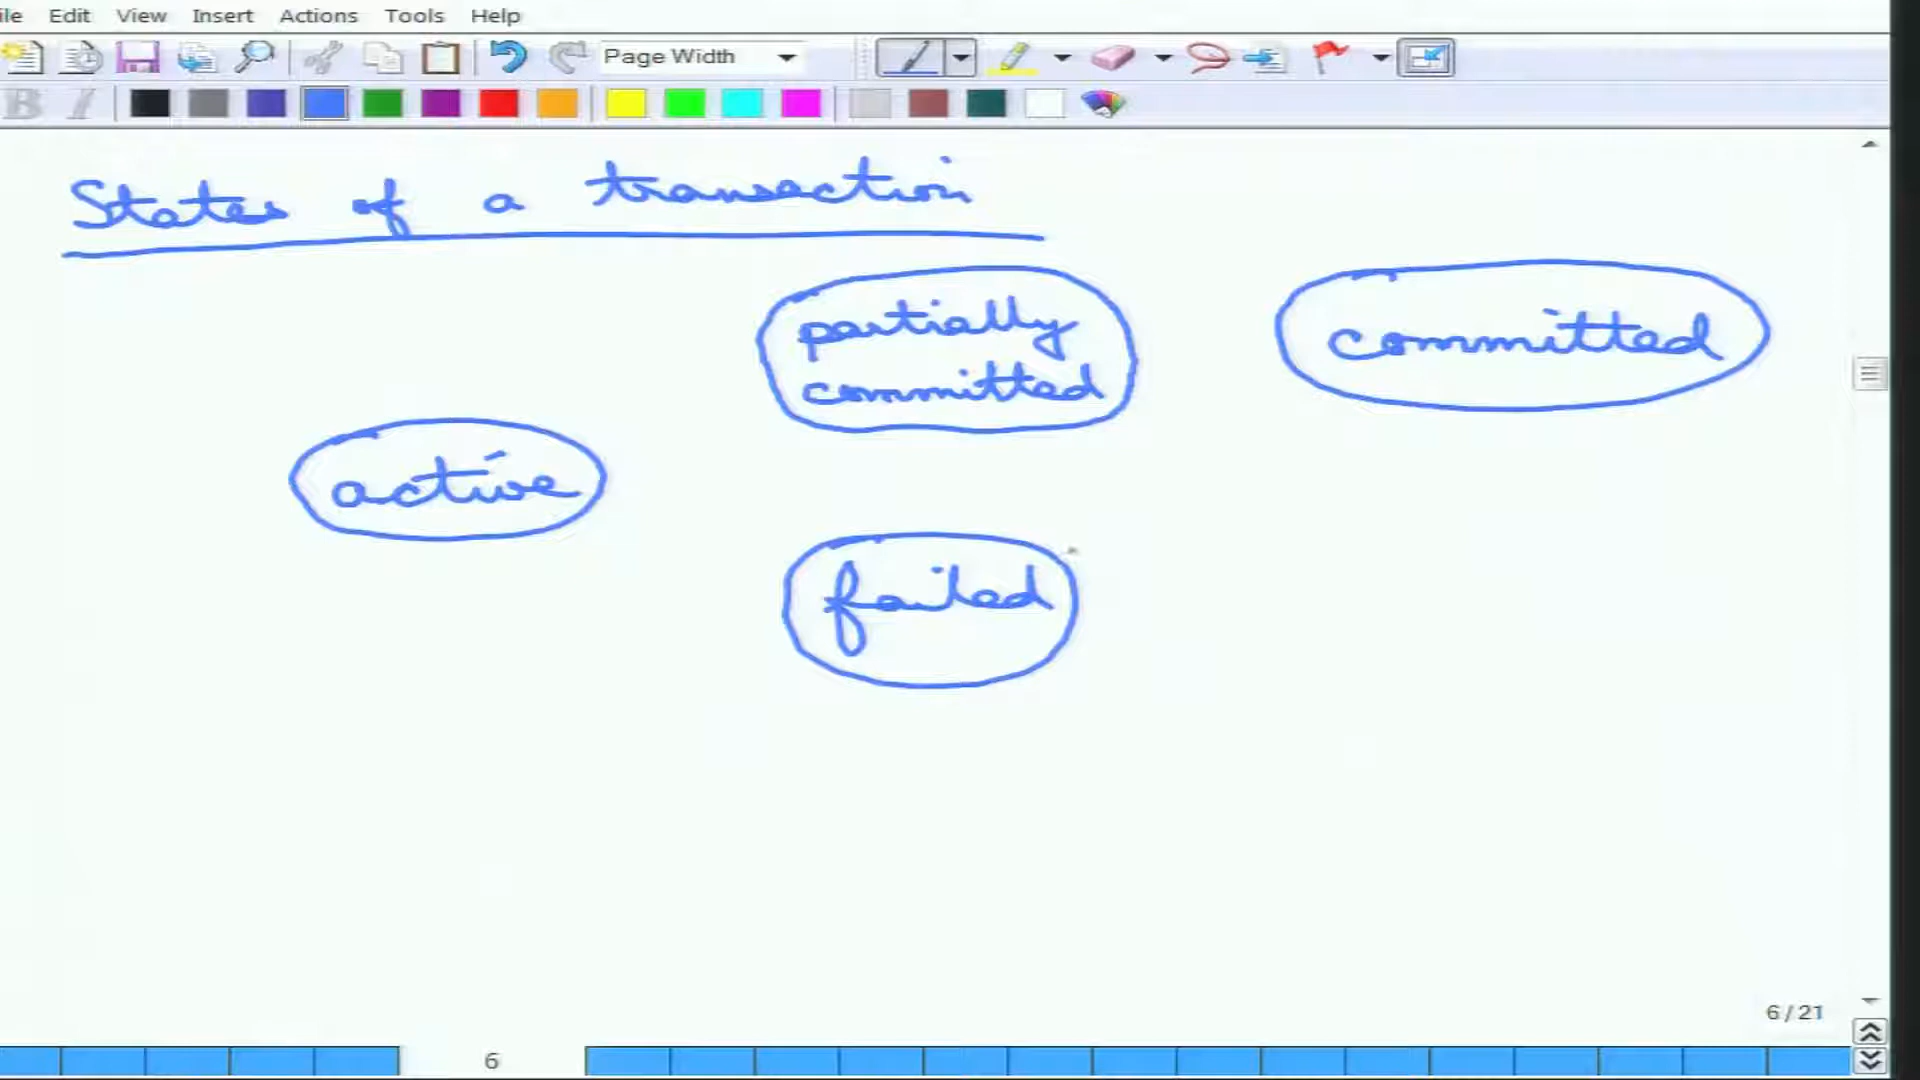 ile Edit View Insert Actions Tools Help
Page Width
B I
States of a transaction
partially
committed
committed
active
failed
6 / 21
6